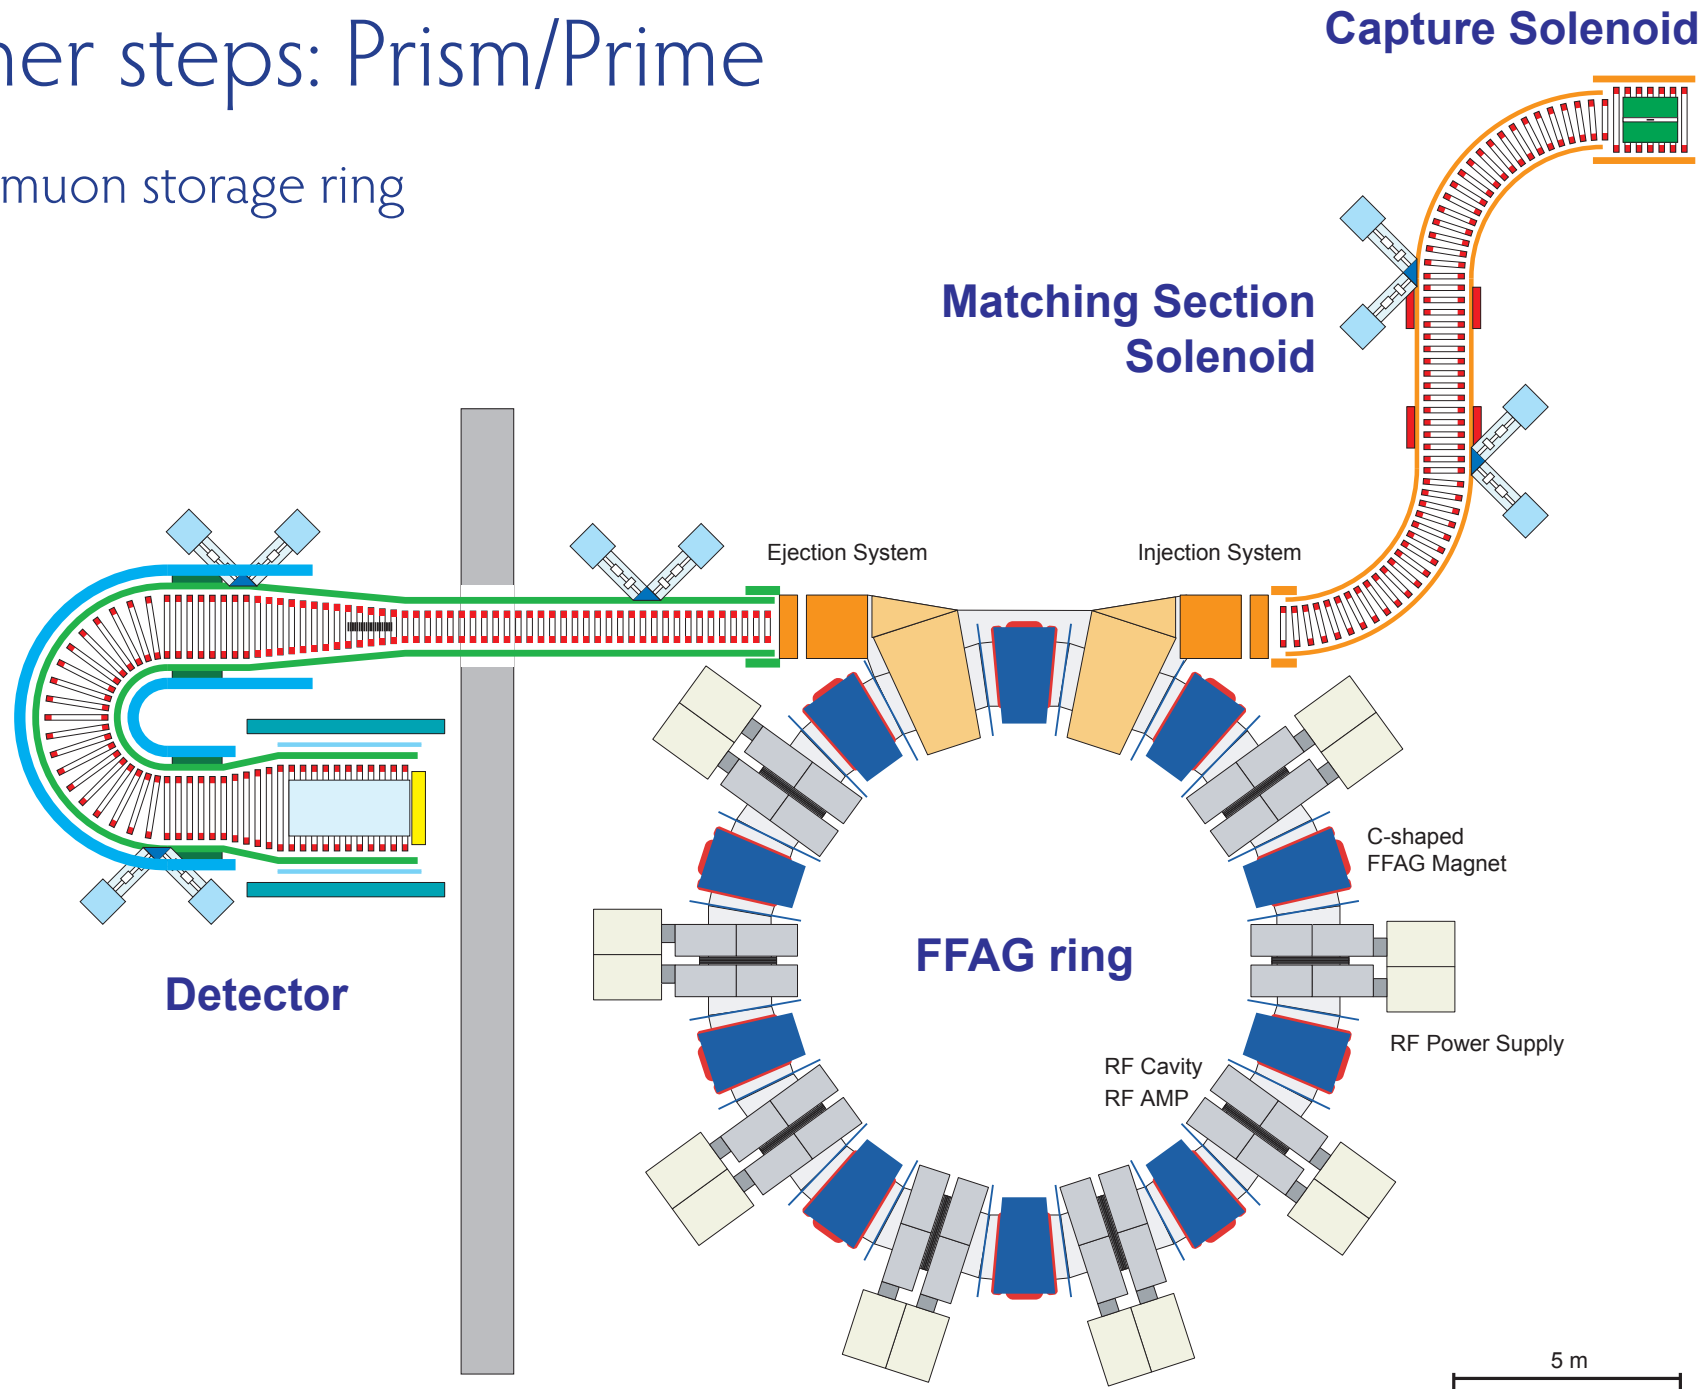 steps: Prism/Prime
muon storage ring
Capture Solenoid
Matching Section
Solenoid
Ejection System
Injection System
C-shaped
FFAG Magnet
FFAG ring
Detector
RF Power Supply
RF Cavity
RF AMP
5 m